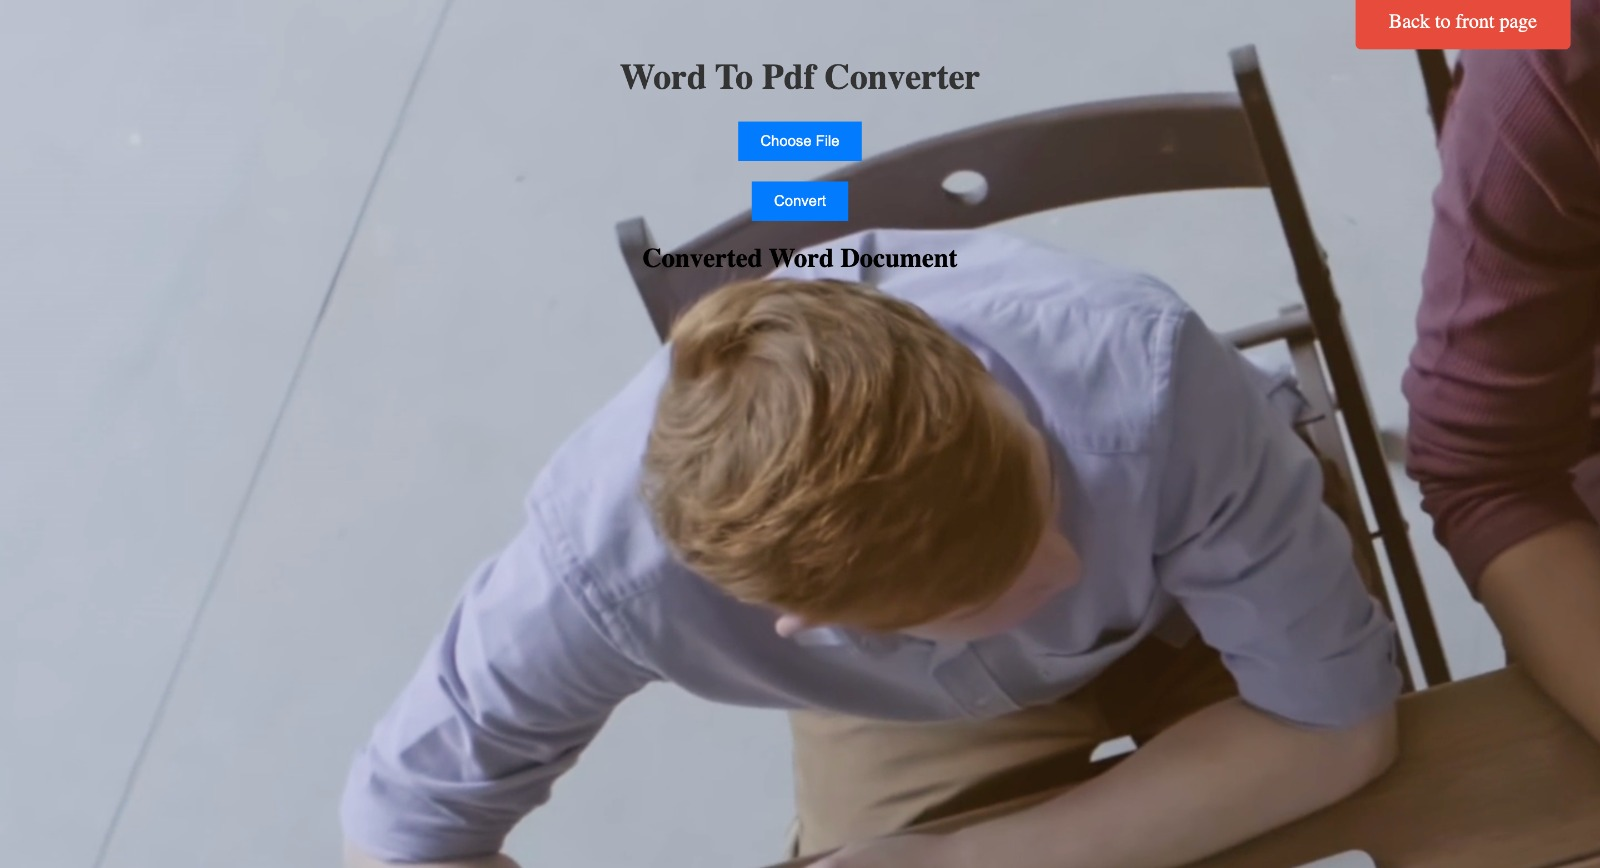 Back to front page
Word To Pdf Converter
Choose File
Convert
Converted Word Document